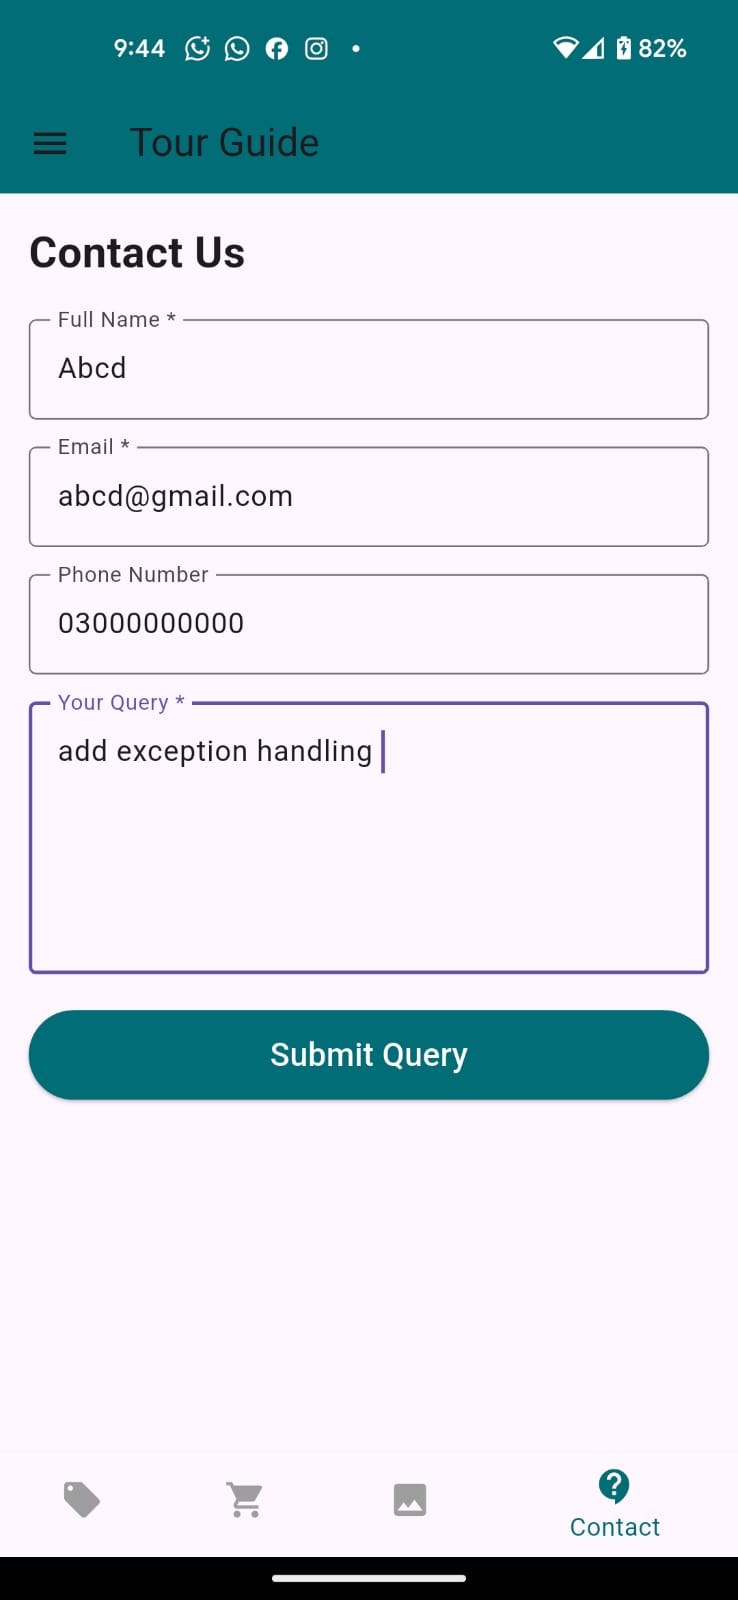 9:44 82%
Tour Guide
Contact Us
Full Name *
Abcd
Email *
abcd@gmail.com
Phone Number
03000000000
Your Query *
add exception handling
Submit Query
Contact